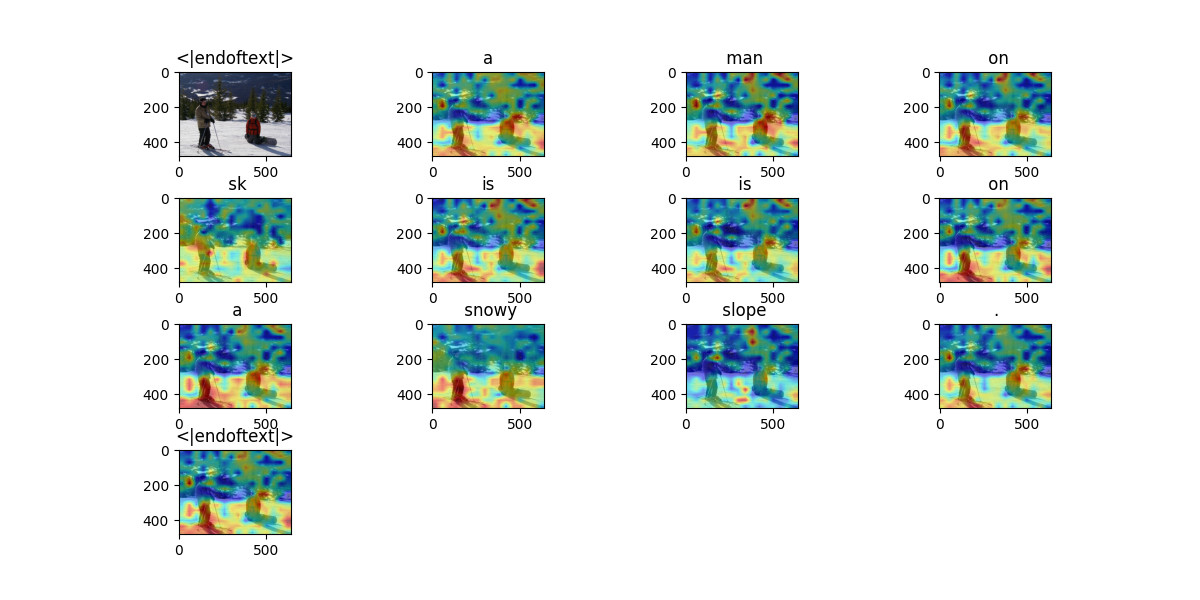 <|endoftext|> a man on
0 0 0 0
200 200 200 200
400 400 400 400
0 500 0 500 0 500 0 500
sk is is on
0 0 0 0
200 200 200 200
400 400 400 400
0 500 0 500 0 500 0 500
a snowy slope .
0 0 0 0
200 200 200 200
400 400 400 400
0 500 0 500 0 500 0 500
<|endoftext|>
0
200
400
0 500